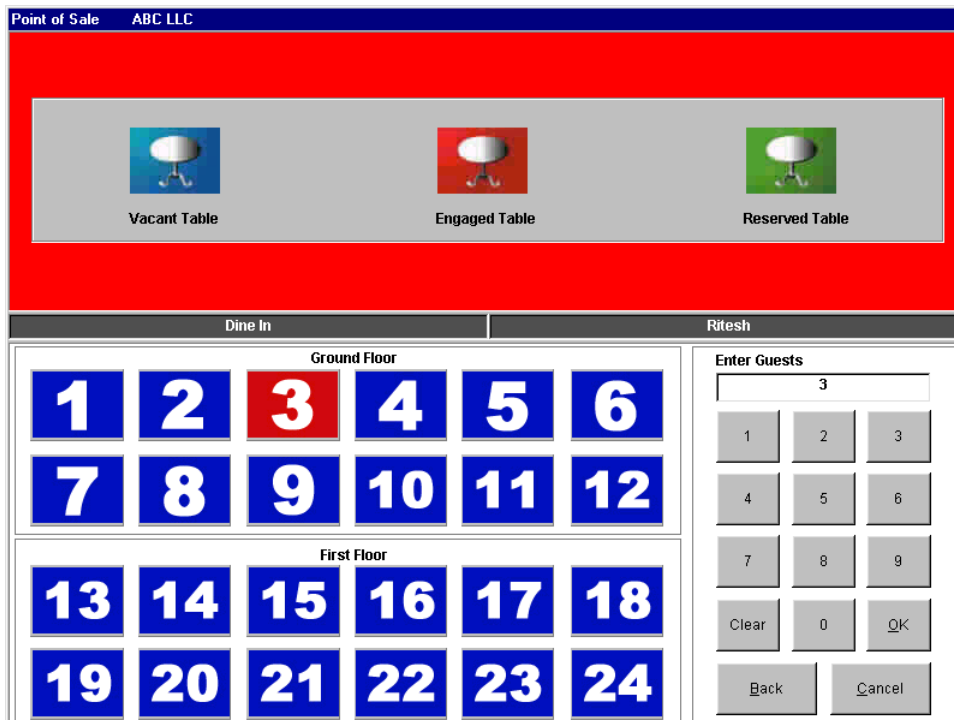 Point of Sale ABC LLC
Vacant Table Engaged Table Reserved Table
Dine In Ritesh
Ground Floor
1 2 3 4 5 6
7 8 9 10 11 12
First Floor
13 14 15 16 17 18
19 20 21 22 23 24
Enter Guests
3
1 2 3
4 5 6
7 8 9
Clear 0 OK
Back Cancel